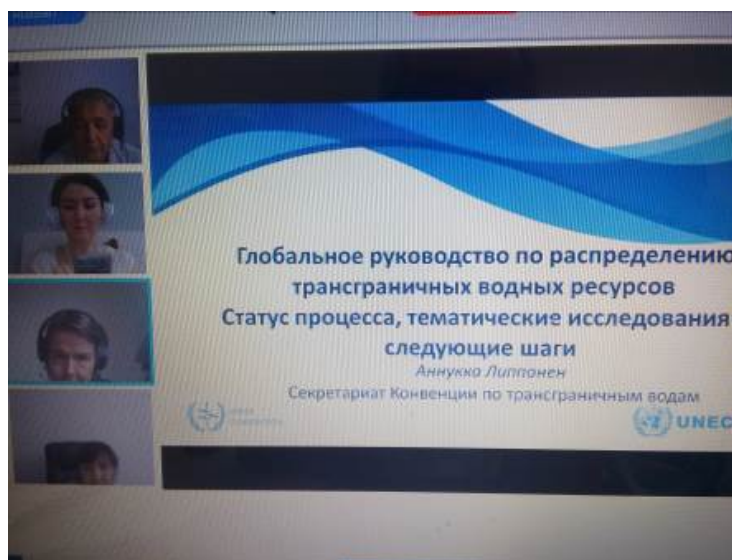 Глобальное руководство по распределению
трансграничных водных ресурсов
Статус процесса, тематические исследования
следующие шаги
Аннукка Липпонен
Секретариат Конвенции по трансграничным водам
UNEC